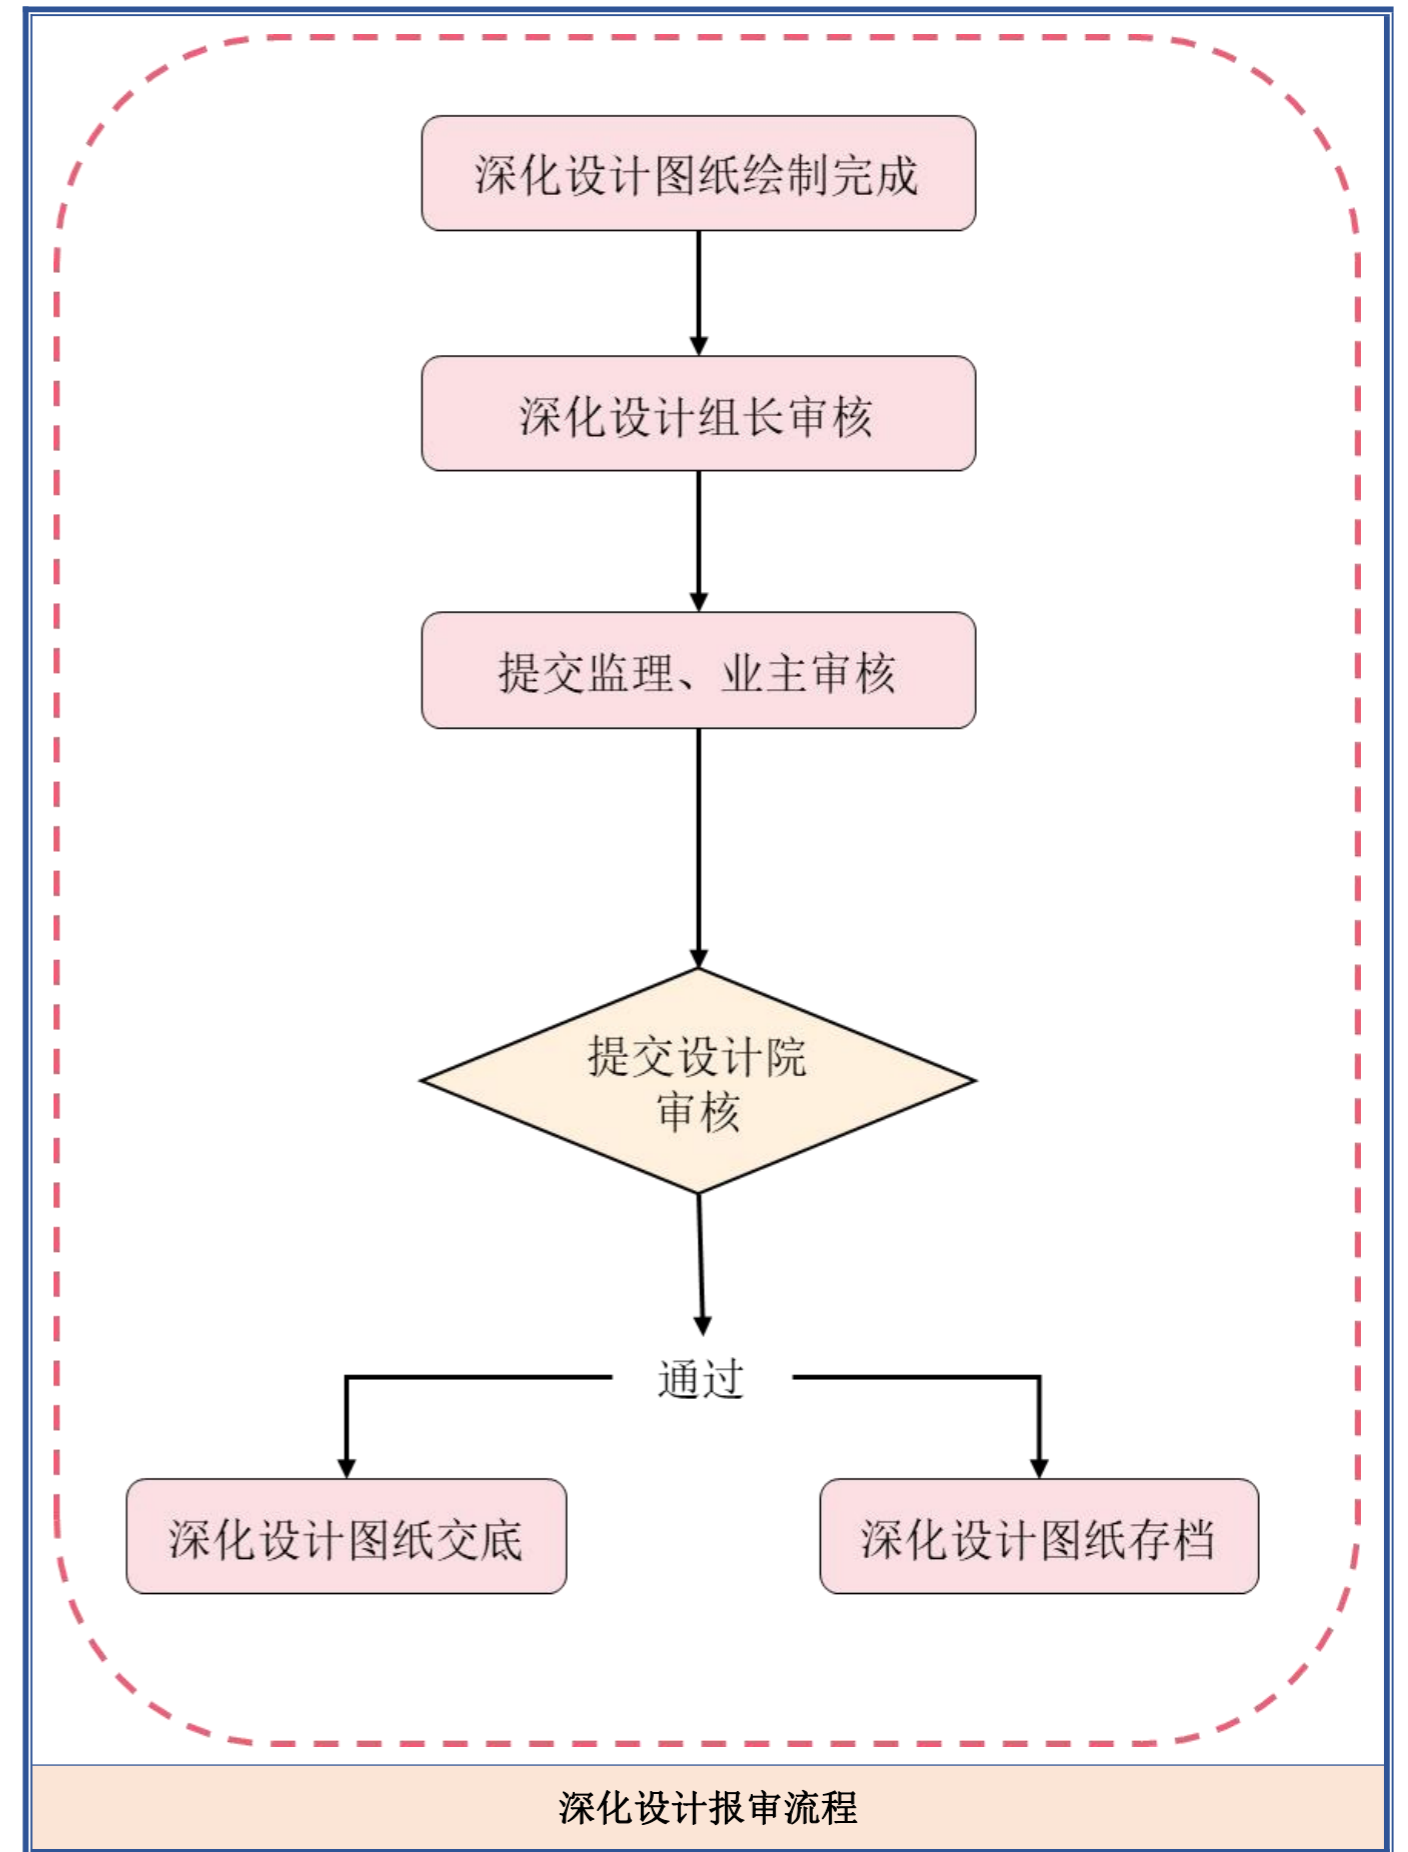 深化设计图纸绘制完成
深化设计组长审核
提交监理、业主审核
提交设计院
审核
通过
深化设计图纸交底
深化设计图纸存档
深化设计报审流程